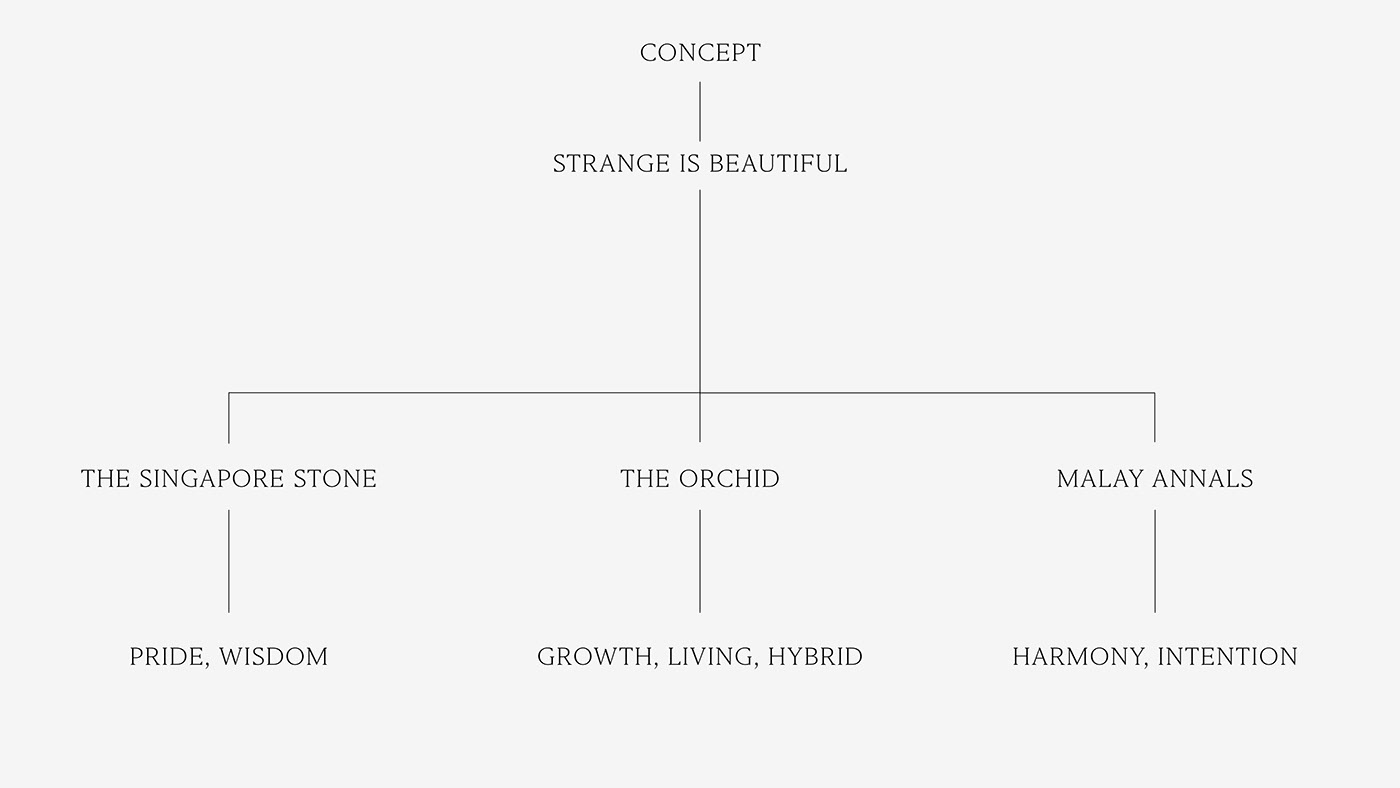 CONCEPT
STRANGE IS BEAUTIFUL
THE SINGAPORE STONE
THE ORCHID
MALAY ANNALS
PRIDE, WISDOM
GROWTH, LIVING, HYBRID
HARMONY, INTENTION